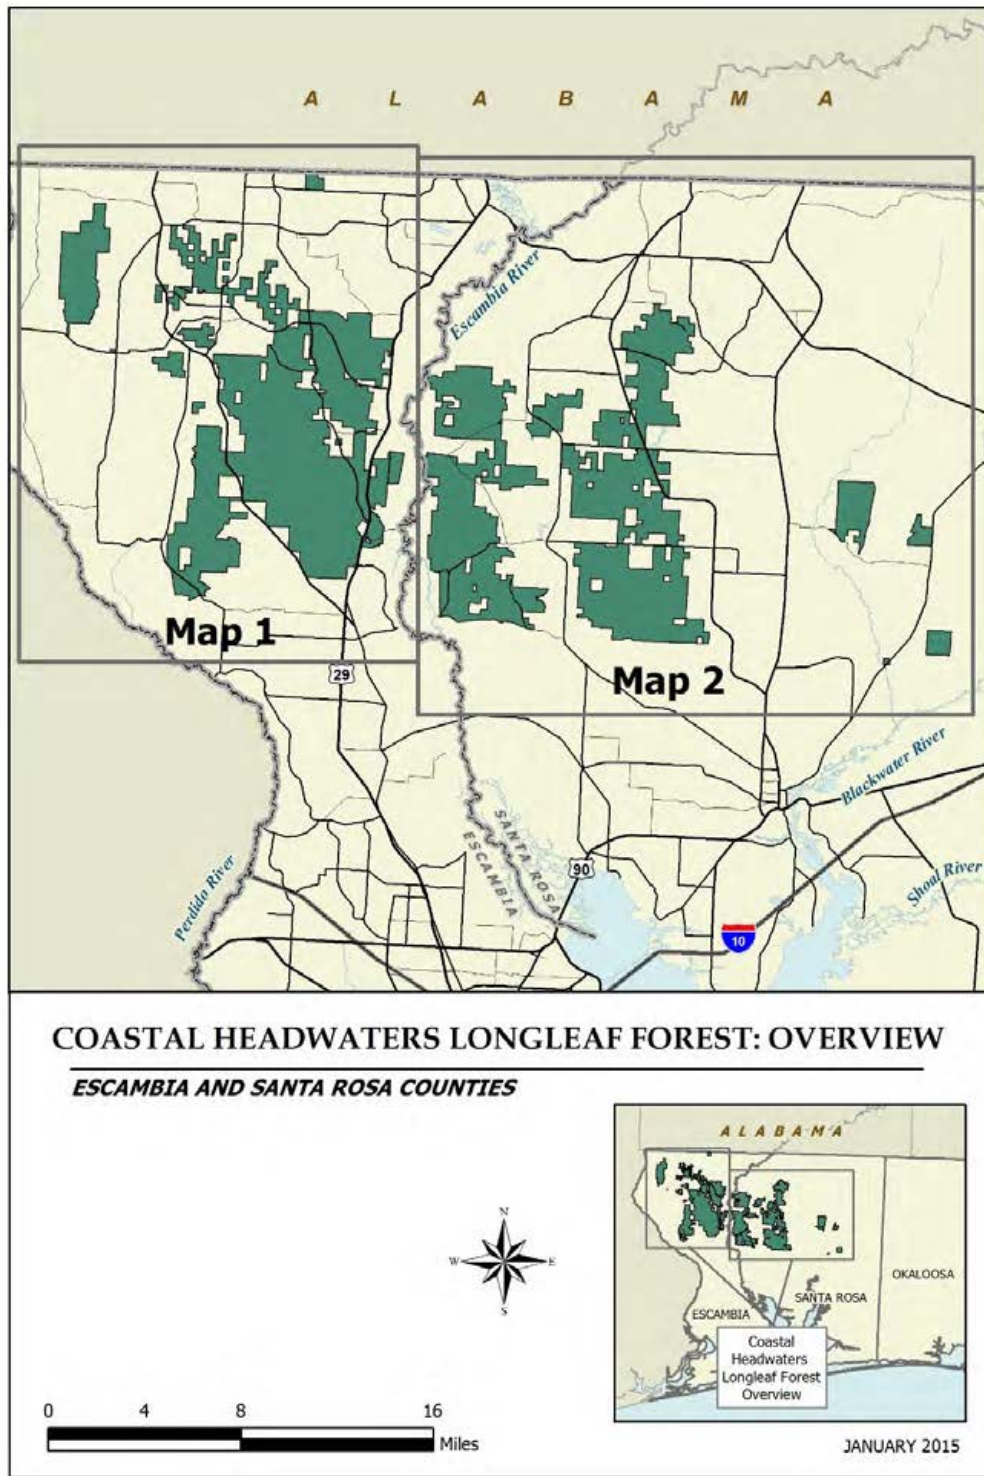 A L A B A M A
Escambia River
Map 1
Map 2
29
Blackwater River
SANTA ROSA
ESCAMBIA
90
Perdido River
Shoal River
10
COASTAL HEADWATERS LONGLEAF FOREST: OVERVIEW
ESCAMBIA AND SANTA ROSA COUNTIES
A L A B A M A
OKALOOSA
SANTA ROSA
ESCAMBIA
Coastal
Headwaters
Longleaf Forest
Overview
N
W E
S
0 4 8 16
Miles
JANUARY 2015